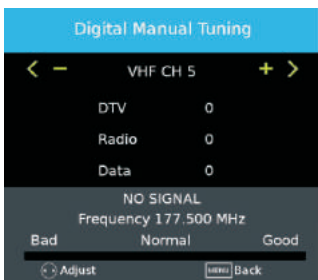 Digital Manual Tuning
< − VHF CH 5 + >
DTV 0
Radio 0
Data 0
NO SIGNAL
Frequency 177.500 MHz
Bad Normal Good
Adjust MENU Back